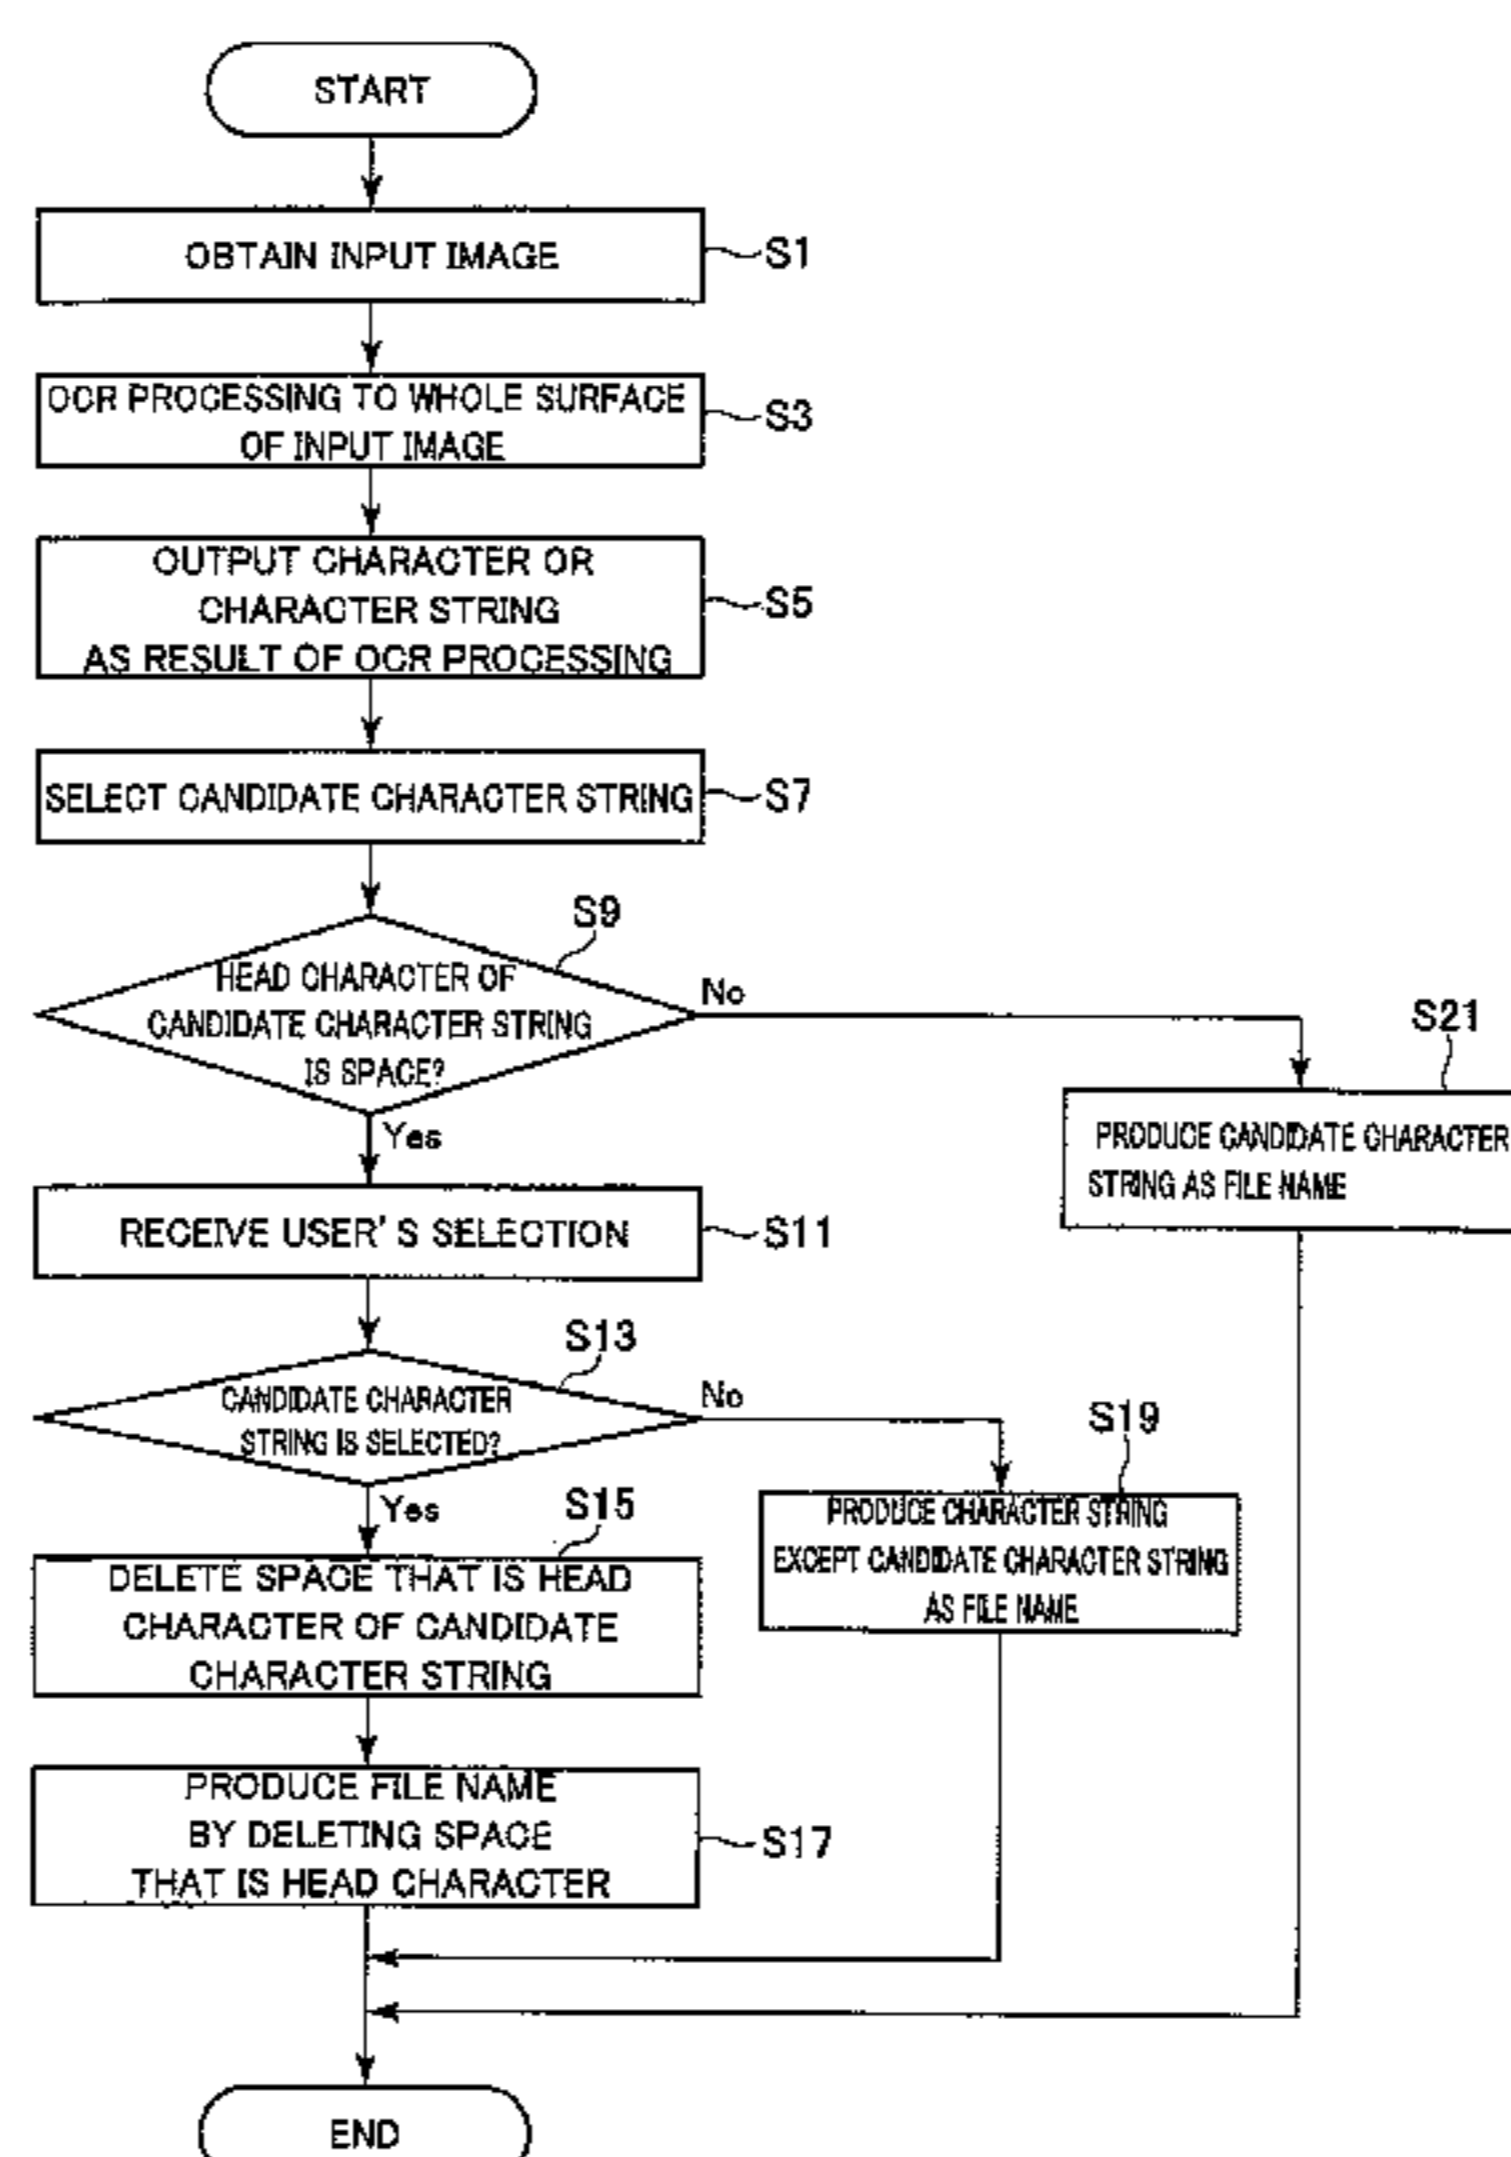 START
OBTAIN INPUT IMAGE
S1
OCR PROCESSING TO WHOLE SURFACE
OF INPUT IMAGE
S3
OUTPUT CHARACTER OR
CHARACTER STRING
AS RESULT OF OCR PROCESSING
S5
SELECT CANDIDATE CHARACTER STRING
S7
S9
HEAD CHARACTER OF
CANDIDATE CHARACTER STRING
IS SPACE?
No
Yes
S21
PRODUCE CANDIDATE CHARACTER
STRING AS FILE NAME
RECEIVE USER'S SELECTION
S11
S13
CANDIDATE CHARACTER
STRING IS SELECTED?
No
Yes
S19
PRODUCE CHARACTER STRING
EXCEPT CANDIDATE CHARACTER STRING
AS FILE NAME
S15
DELETE SPACE THAT IS HEAD
CHARACTER OF CANDIDATE
CHARACTER STRING
PRODUCE FILE NAME
BY DELETING SPACE
THAT IS HEAD CHARACTER
S17
END